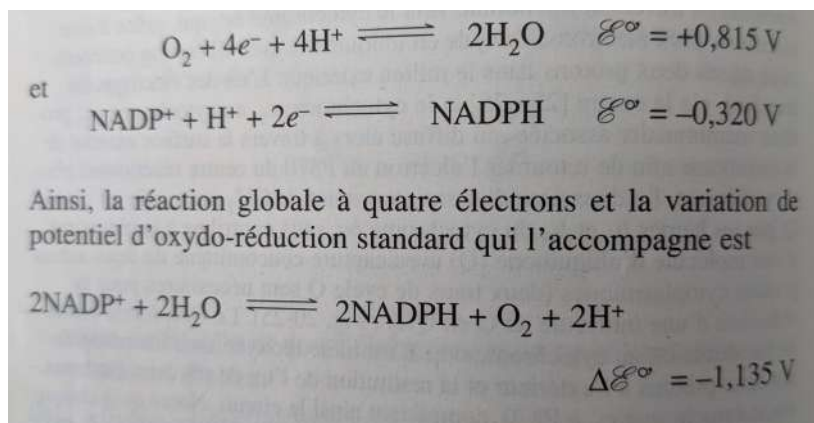 O₂ + 4e⁻ + 4H⁺ ⇌ 2H₂O ℰ°′ = +0,815 V
et
NADP⁺ + H⁺ + 2e⁻ ⇌ NADPH ℰ°′ = –0,320 V
Ainsi, la réaction globale à quatre électrons et la variation de
potentiel d'oxydo-réduction standard qui l'accompagne est
2NADP⁺ + 2H₂O ⇌ 2NADPH + O₂ + 2H⁺
Δℰ°′ = –1,135 V